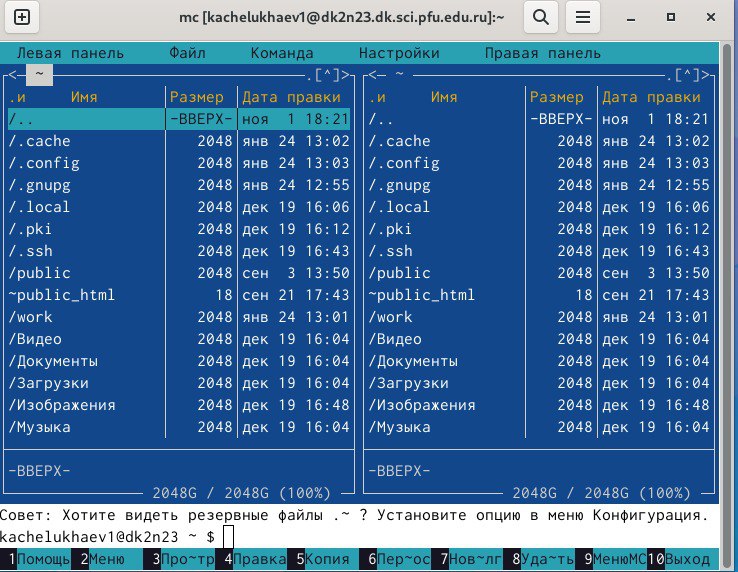 mc [kachelukhaev1@dk2n23.dk.sci.pfu.edu.ru]:~
Левая панель Файл Команда Настройки Правая панель
<— ~ .[^]> <— ~ .[^]>
.и Имя Размер Дата правки .и Имя Размер Дата правки
/.. -ВВЕРХ- ноя 1 18:21 /.. -ВВЕРХ- ноя 1 18:21
/.cache 2048 янв 24 13:02 /.cache 2048 янв 24 13:02
/.config 2048 янв 24 13:03 /.config 2048 янв 24 13:03
/.gnupg 2048 янв 24 12:55 /.gnupg 2048 янв 24 12:55
/.local 2048 дек 19 16:06 /.local 2048 дек 19 16:06
/.pki 2048 дек 19 16:12 /.pki 2048 дек 19 16:12
/.ssh 2048 дек 19 16:43 /.ssh 2048 дек 19 16:43
/public 2048 сен 3 13:50 /public 2048 сен 3 13:50
~public_html 18 сен 21 17:43 ~public_html 18 сен 21 17:43
/work 2048 янв 24 13:01 /work 2048 янв 24 13:01
/Видео 2048 дек 19 16:04 /Видео 2048 дек 19 16:04
/Документы 2048 дек 19 16:04 /Документы 2048 дек 19 16:04
/Загрузки 2048 дек 19 16:04 /Загрузки 2048 дек 19 16:04
/Изображения 2048 дек 19 16:48 /Изображения 2048 дек 19 16:48
/Музыка 2048 дек 19 16:04 /Музыка 2048 дек 19 16:04
-ВВЕРХ- -ВВЕРХ-
2048G / 2048G (100%) 2048G / 2048G (100%)
Совет: Хотите видеть резервные файлы .~ ? Установите опцию в меню Конфигурация.
kachelukhaev1@dk2n23 ~ $
1Помощь 2Меню 3Про~тр 4Правка 5Копия 6Пер~ос 7Нов~лг 8Уда~ть 9МенюMC 10Выход